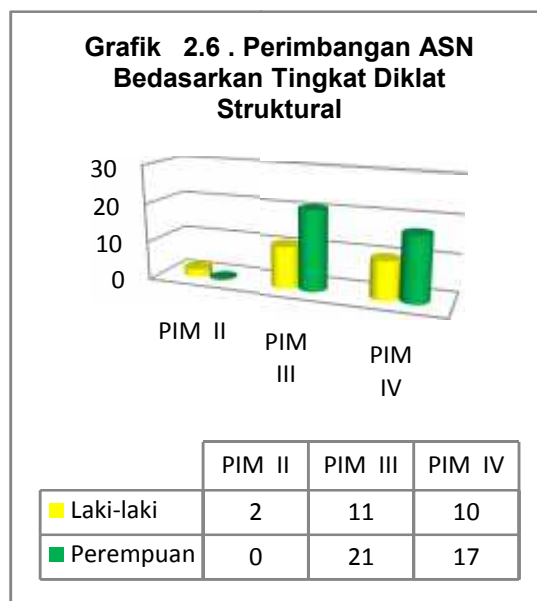 Grafik 2.6 . Perimbangan ASN
Bedasarkan Tingkat Diklat
Struktural
30
20
10
0
PIM II
PIM
III
PIM
IV
PIM II PIM III PIM IV
Laki-laki 2 11 10
Perempuan 0 21 17